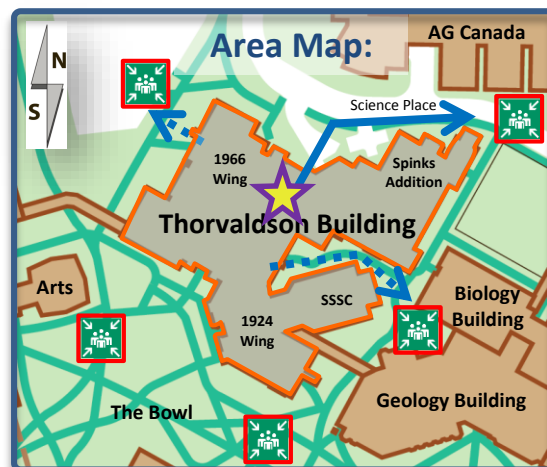 Area Map:
AG Canada
N
S
Science Place
1966
Wing
Spinks
Addition
Thorvaldson Building
Arts
SSSC
Biology
Building
1924
Wing
The Bowl
Geology Building